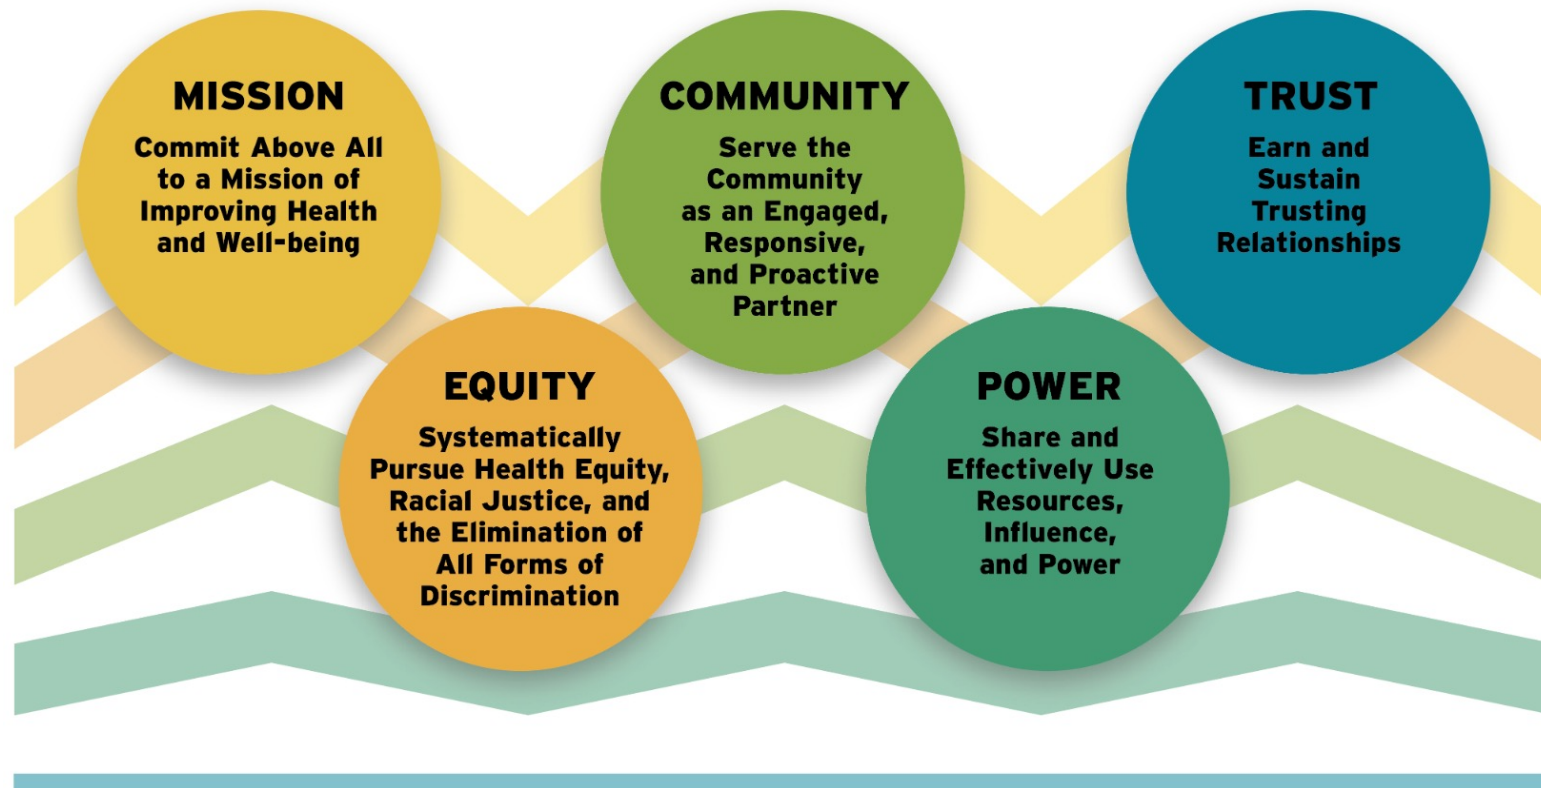 MISSION
Commit Above All
to a Mission of
Improving Health
and Well-being
EQUITY
Systematically
Pursue Health Equity,
Racial Justice, and
the Elimination of
All Forms of
Discrimination
COMMUNITY
Serve the
Community
as an Engaged,
Responsive,
and Proactive
Partner
POWER
Share and
Effectively Use
Resources,
Influence,
and Power
TRUST
Earn and
Sustain
Trusting
Relationships